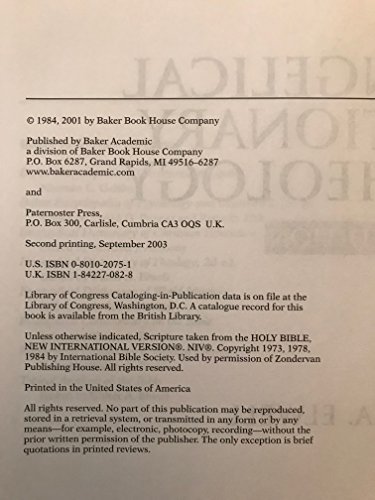 © 1984, 2001 by Baker Book House Company
Published by Baker Academic
a division of Baker Book House Company
P.O. Box 6287, Grand Rapids, MI 49516–6287
www.bakeracademic.com
and
Paternoster Press,
P.O. Box 300, Carlisle, Cumbria CA3 OQS U.K.
Second printing, September 2003
U.S. ISBN 0-8010-2075-1
U.K. ISBN 1-84227-082-8
Library of Congress Cataloging-in-Publication data is on file at the
Library of Congress, Washington, D.C. A catalogue record for this
book is available from the British Library.
Unless otherwise indicated, Scripture taken from the HOLY BIBLE,
NEW INTERNATIONAL VERSION®. NIV®. Copyright 1973, 1978,
1984 by International Bible Society. Used by permission of Zondervan
Publishing House. All rights reserved.
Printed in the United States of America
All rights reserved. No part of this publication may be reproduced,
stored in a retrieval system, or transmitted in any form or by any
means—for example, electronic, photocopy, recording—without the
prior written permission of the publisher. The only exception is brief
quotations in printed reviews.